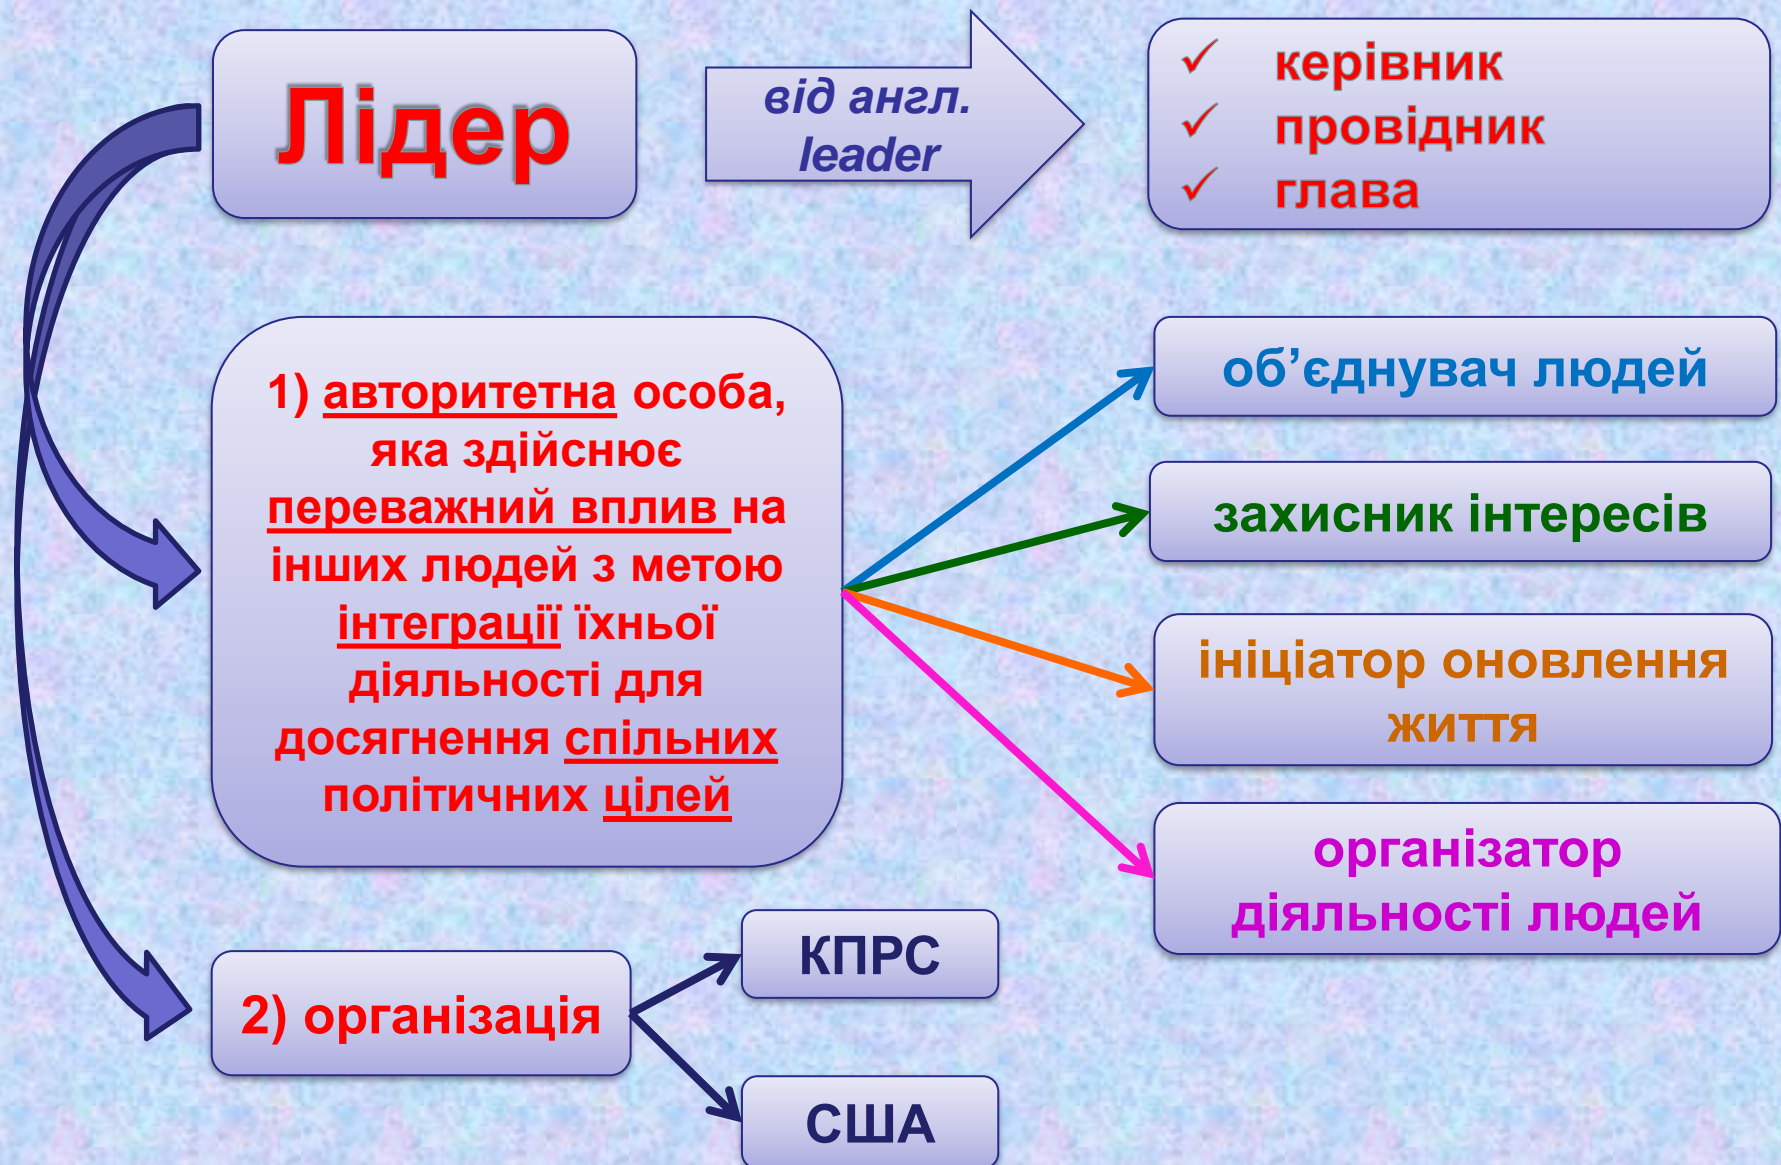 Лідер
від англ.
leader
✓ керівник
✓ провідник
✓ глава
1) авторитетна особа,
яка здійснює
переважний вплив на
інших людей з метою
інтеграції їхньої
діяльності для
досягнення спільних
політичних цілей
об’єднувач людей
захисник інтересів
ініціатор оновлення
життя
організатор
діяльності людей
2) організація
КПРС
США